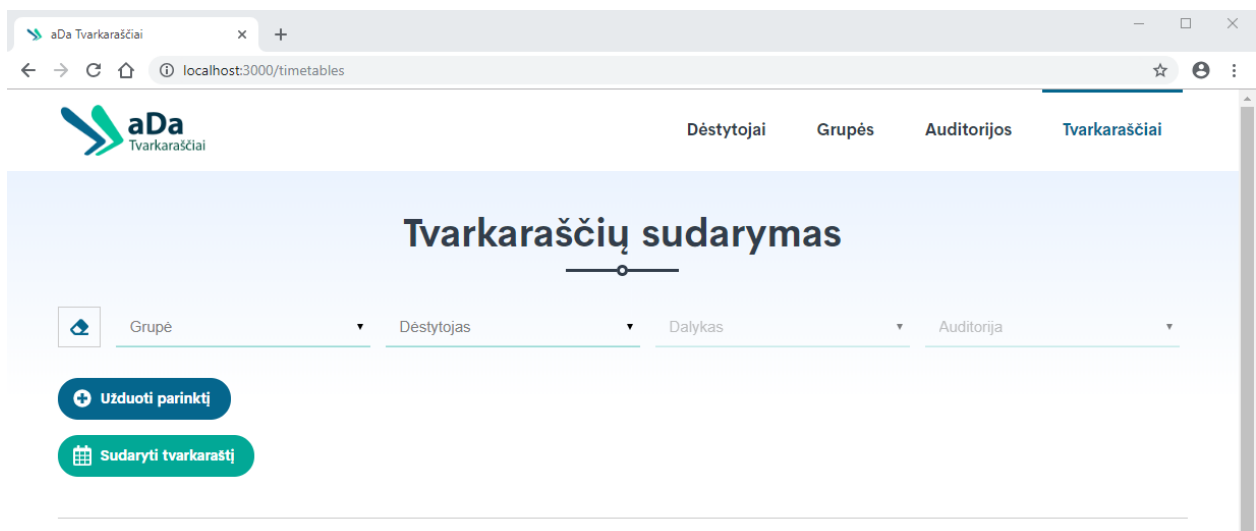 aDa Tvarkaraščiai
localhost:3000/timetables
aDa
Tvarkaraščiai
Dėstytojai Grupės Auditorijos Tvarkaraščiai
Tvarkaraščių sudarymas
Grupė Dėstytojas Dalykas Auditorija
Užduoti parinktį
Sudaryti tvarkaraštį